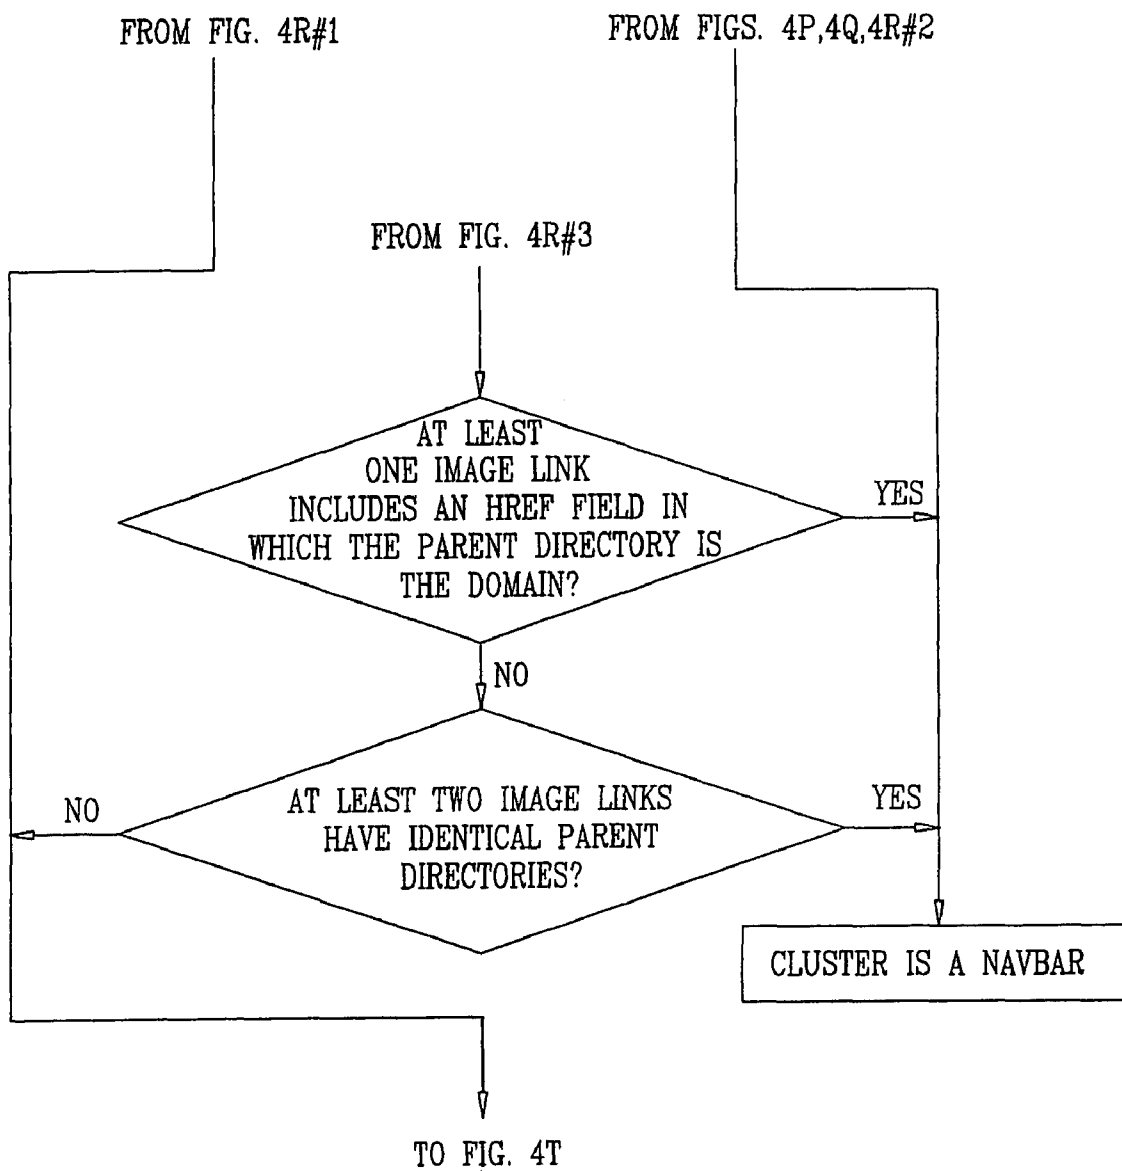 FROM FIG. 4R#1
FROM FIGS. 4P,4Q,4R#2
FROM FIG. 4R#3
AT LEAST
ONE IMAGE LINK
INCLUDES AN HREF FIELD IN
WHICH THE PARENT DIRECTORY IS
THE DOMAIN?
YES
NO
AT LEAST TWO IMAGE LINKS
HAVE IDENTICAL PARENT
DIRECTORIES?
NO
YES
CLUSTER IS A NAVBAR
TO FIG. 4T